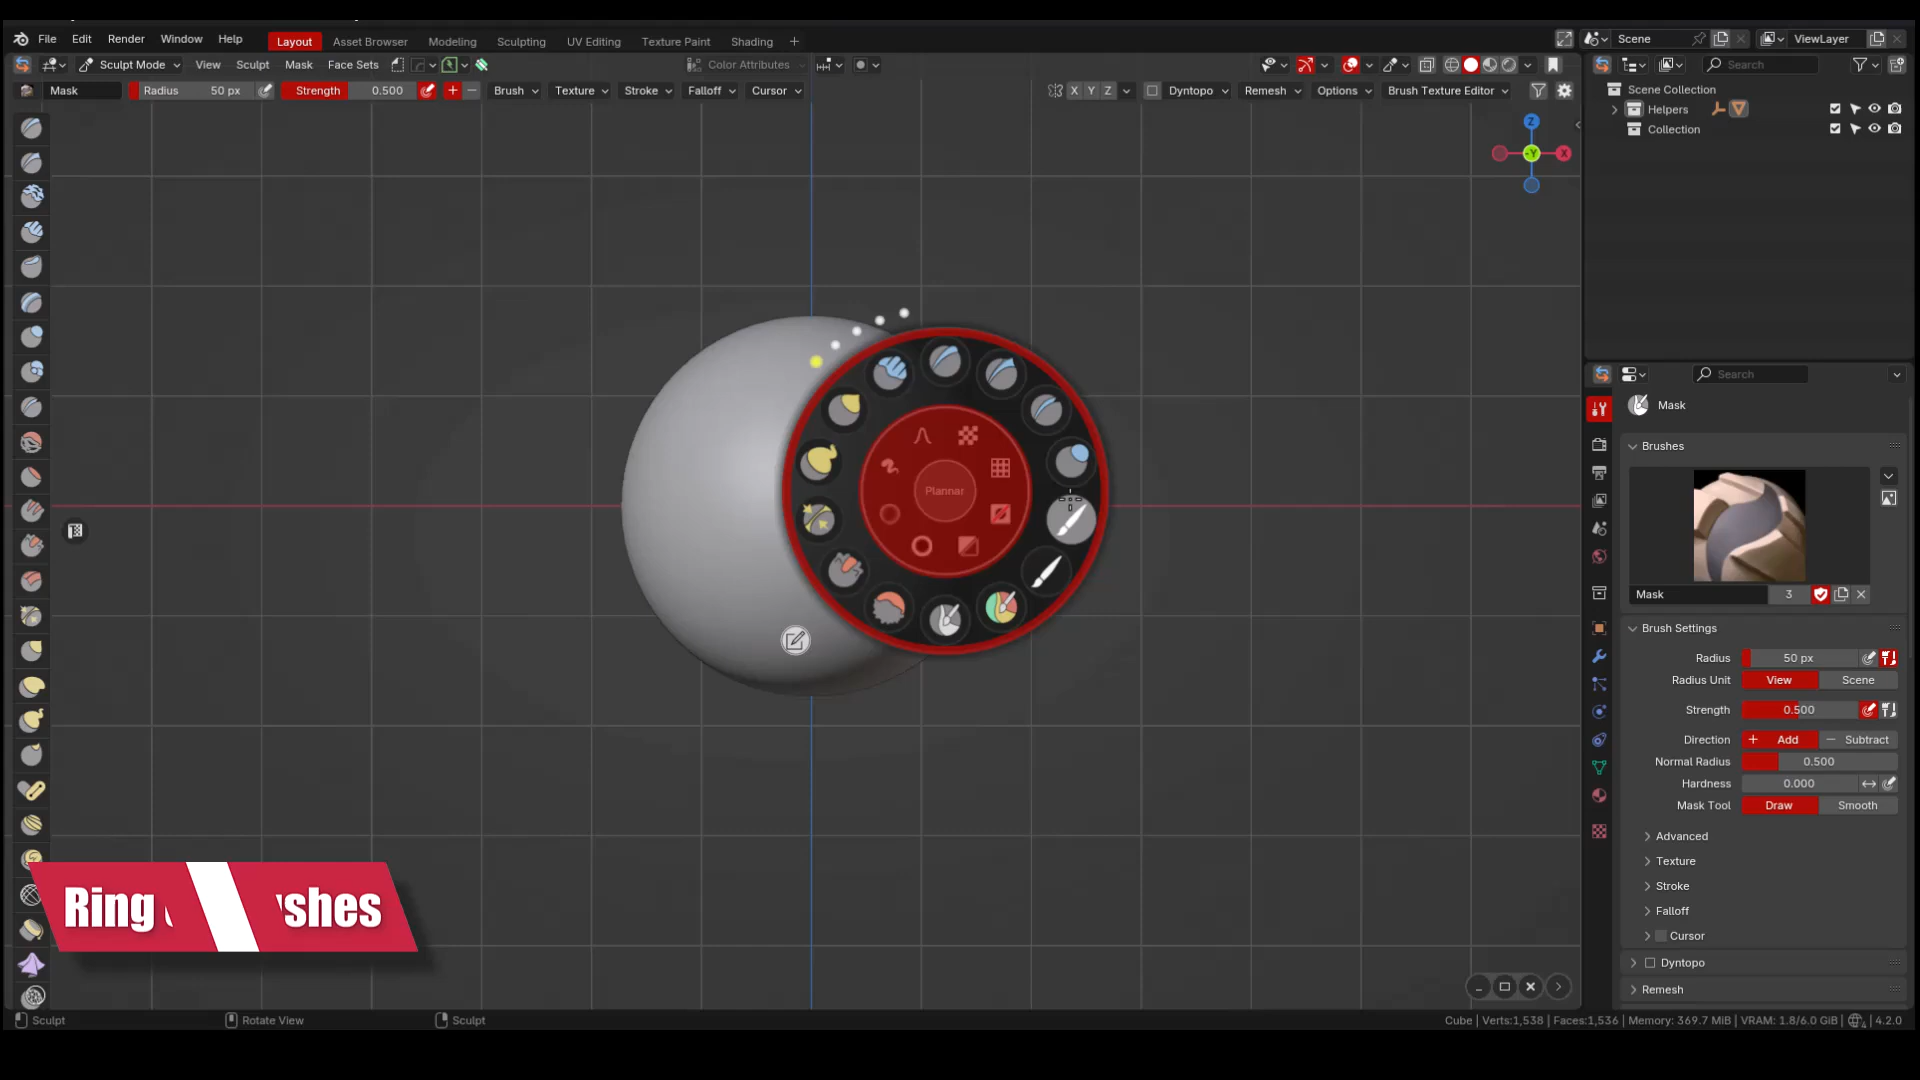 File Edit Render Window Help Layout Asset Browser Modeling Sculpting UV Editing Texture Paint Shading + Scene ViewLayer
Sculpt Mode View Sculpt Mask Face Sets Color Attributes Search
Mask Radius 50 px Strength 0.500 + − Brush Texture Stroke Falloff Cursor X Y Z Dyntopo Remesh Options Brush Texture Editor
Scene Collection
Helpers
Collection
Z
Y
X
Search
Mask
Brushes
Plannar
Mask 3
Brush Settings
Radius 50 px
Radius Unit View Scene
Strength 0.500
Direction + Add − Subtract
Normal Radius 0.500
Hardness 0.000
Mask Tool Draw Smooth
Advanced
Texture
Stroke
Falloff
Cursor
Dyntopo
Remesh
Ring shes
Sculpt Rotate View Sculpt Cube | Verts:1,538 | Faces:1,536 | Memory: 369.7 MiB | VRAM: 1.8/6.0 GiB | 4 4.2.0